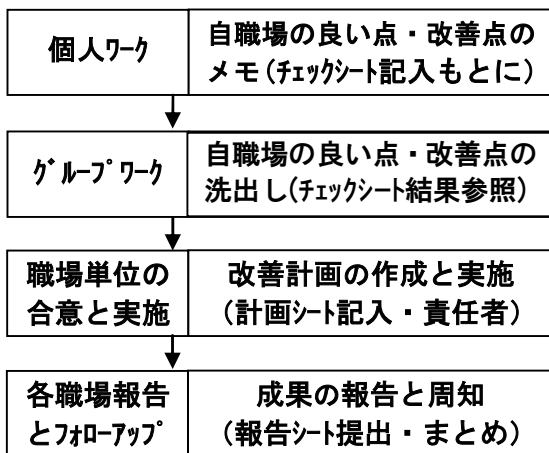 個人ﾜｰｸ
自職場の良い点・改善点の
メモ(ﾁｪｯｸｼｰﾄ記入もとに)
ｸﾞﾙｰﾌﾟﾜｰｸ
自職場の良い点・改善点の
洗出し(ﾁｪｯｸｼｰﾄ結果参照)
職場単位の
合意と実施
改善計画の作成と実施
(計画ｼｰﾄ記入・責任者)
各職場報告
とﾌｫﾛｰｱｯﾌﾟ
成果の報告と周知
(報告ｼｰﾄ提出・まとめ)